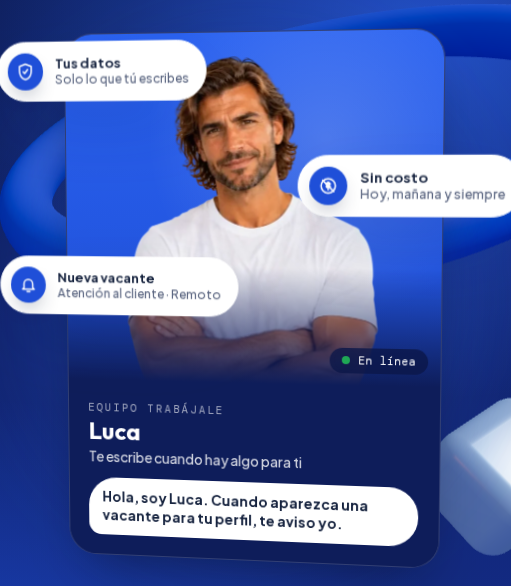 Tus datos
Solo lo que tú escribes
Sin costo
Hoy, mañana y siempre
Nueva vacante
Atención al cliente · Remoto
En línea
EQUIPO TRABÁJALE
Luca
Te escribe cuando hay algo para ti
Hola, soy Luca. Cuando aparezca una
vacante para tu perfil, te aviso yo.